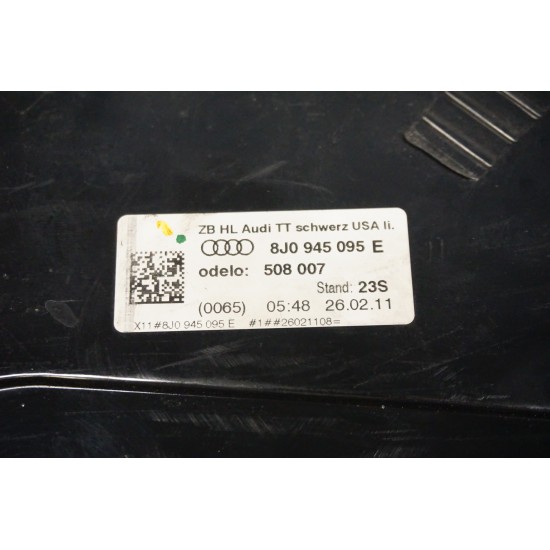 ZB HL Audi TT schwerz USA li.
8J0 945 095 E
odelo: 508 007
Stand: 23S
(0065) 05:48 26.02.11
X11#8J0 945 095 E #1##26021108=